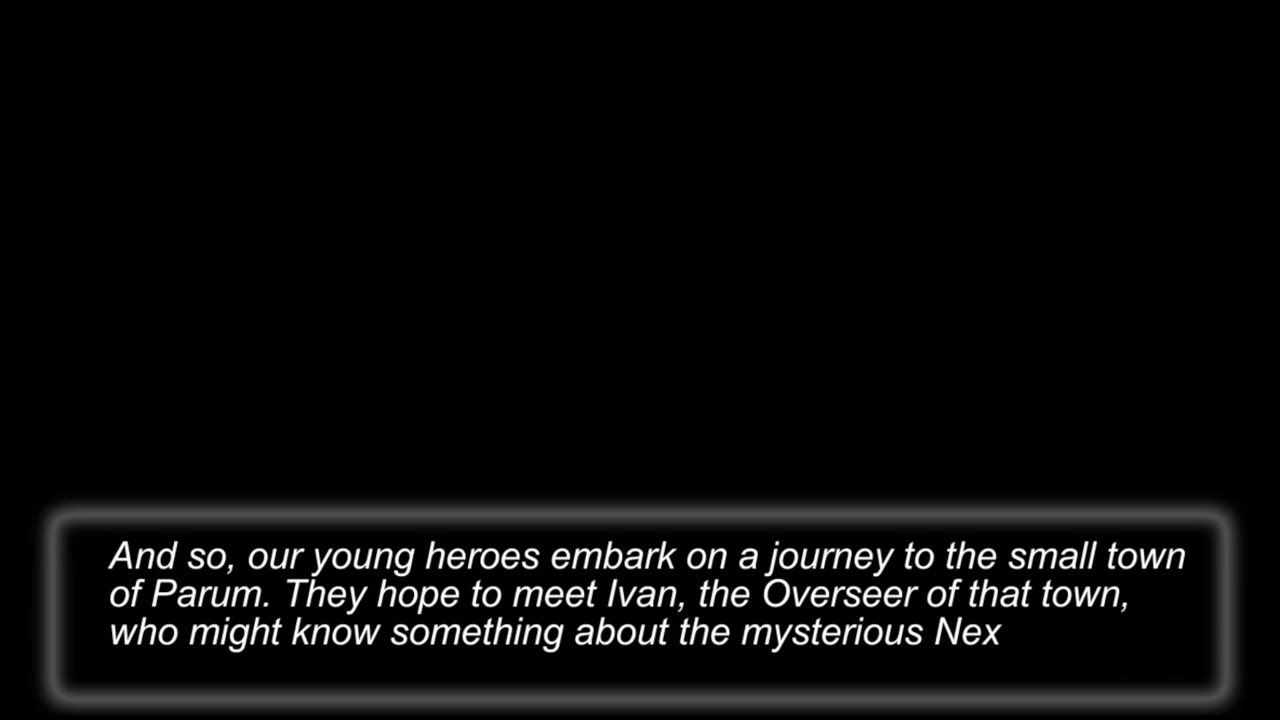 And so, our young heroes embark on a journey to the small town
of Parum. They hope to meet Ivan, the Overseer of that town,
who might know something about the mysterious Nex